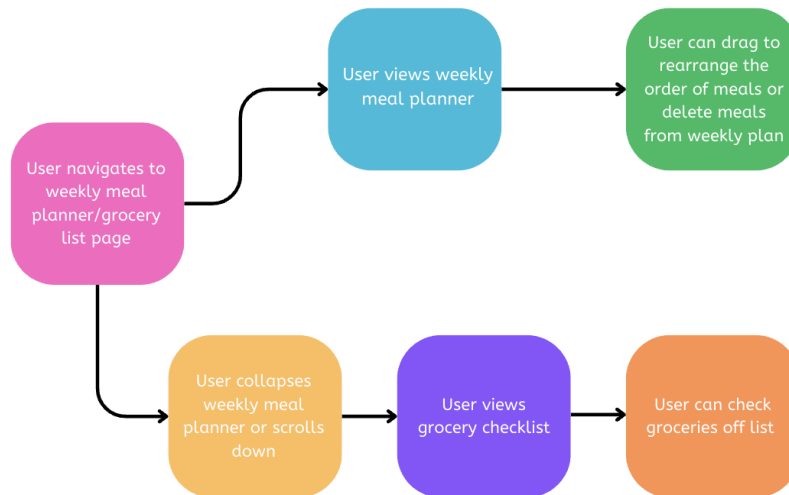 User navigates to
weekly meal
planner/grocery
list page
User views weekly
meal planner
User can drag to
rearrange the
order of meals or
delete meals
from weekly plan
User collapses
weekly meal
planner or scrolls
down
User views
grocery checklist
User can check
groceries off list